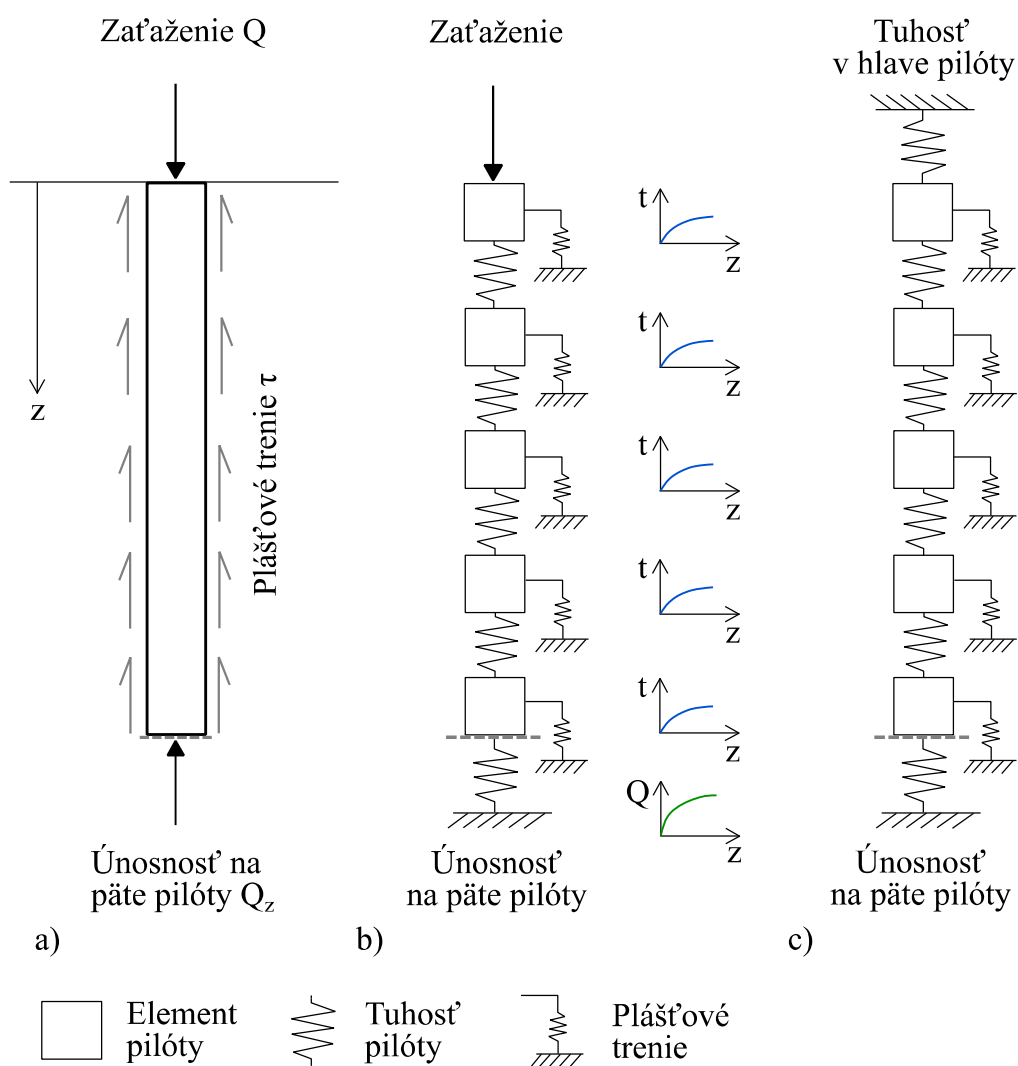 Zaťaženie Q
z
Plášťové trenie τ
Únosnosť na
päte pilóty Qz
a)
Zaťaženie
t
z
t
z
t
z
t
z
t
z
Q
z
Únosnosť
na päte pilóty
b)
Tuhosť
v hlave pilóty
Únosnosť
na päte pilóty
c)
Element
pilóty
Tuhosť
pilóty
Plášťové
trenie